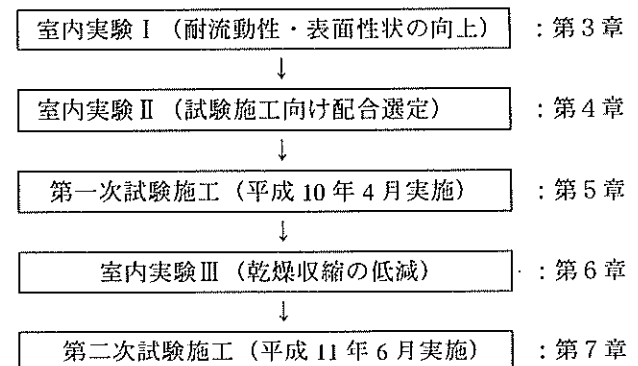 室内実験Ⅰ（耐流動性・表面性状の向上） ：第3章
↓
室内実験Ⅱ（試験施工向け配合選定） ：第4章
↓
第一次試験施工（平成10年4月実施） ：第5章
↓
室内実験Ⅲ（乾燥収縮の低減） ：第6章
↓
第二次試験施工（平成11年6月実施） ：第7章